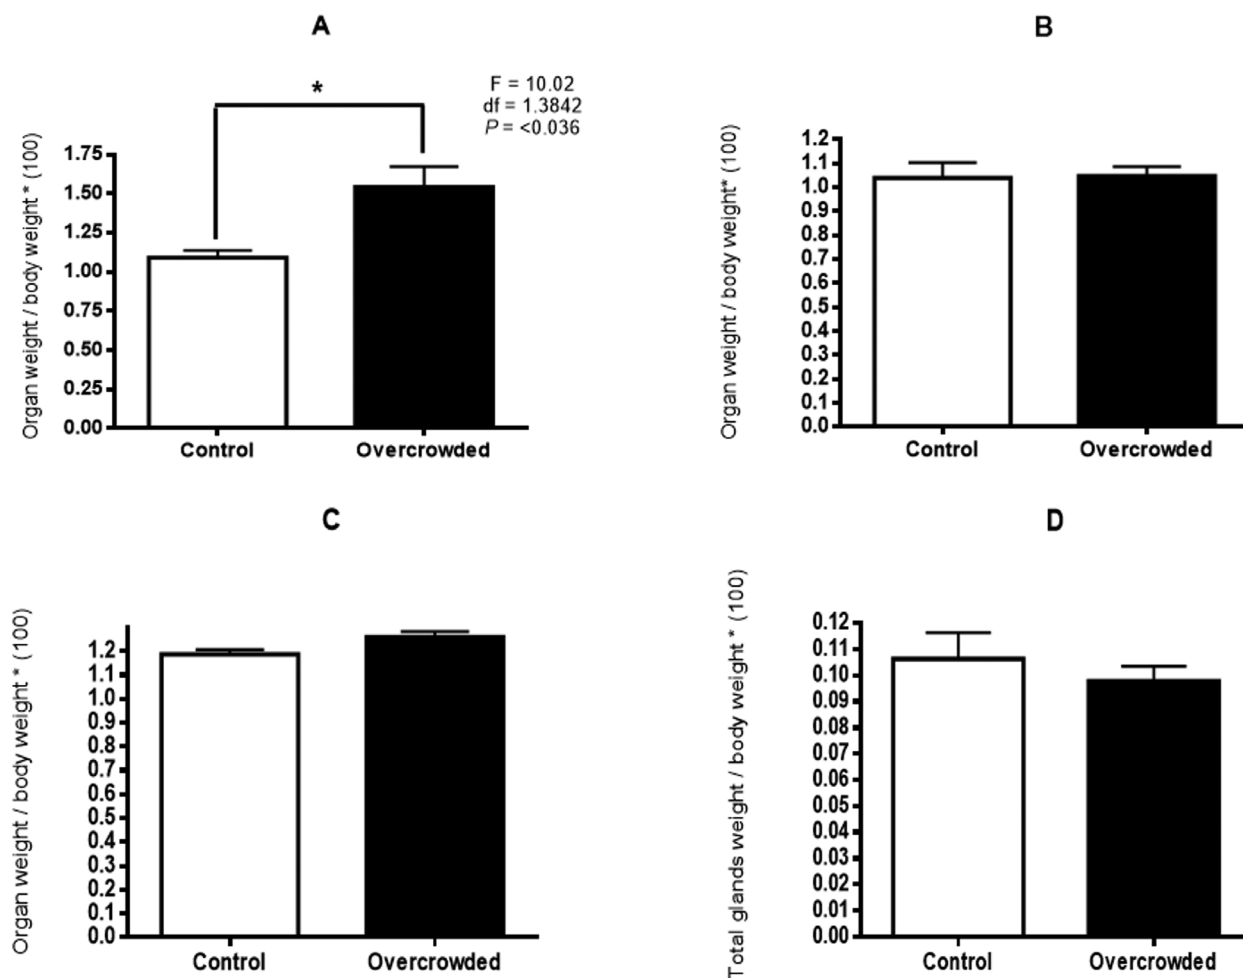 A
*
F = 10.02
df = 1.3842
P = <0.036
Organ weight / body weight * (100)
1.75
1.50
1.25
1.00
0.75
0.50
0.25
0.00
Control
Overcrowded
B
Organ weight / body weight* (100)
1.2
1.1
1.0
0.9
0.8
0.7
0.6
0.5
0.4
0.3
0.2
0.1
0.0
Control
Overcrowded
C
Organ weight / body weight * (100)
1.2
1.1
1.0
0.9
0.8
0.7
0.6
0.5
0.4
0.3
0.2
0.1
0.0
Control
Overcrowded
D
Total glands weight / body weight * (100)
0.12
0.11
0.10
0.09
0.08
0.07
0.06
0.05
0.04
0.03
0.02
0.01
0.00
Control
Overcrowded